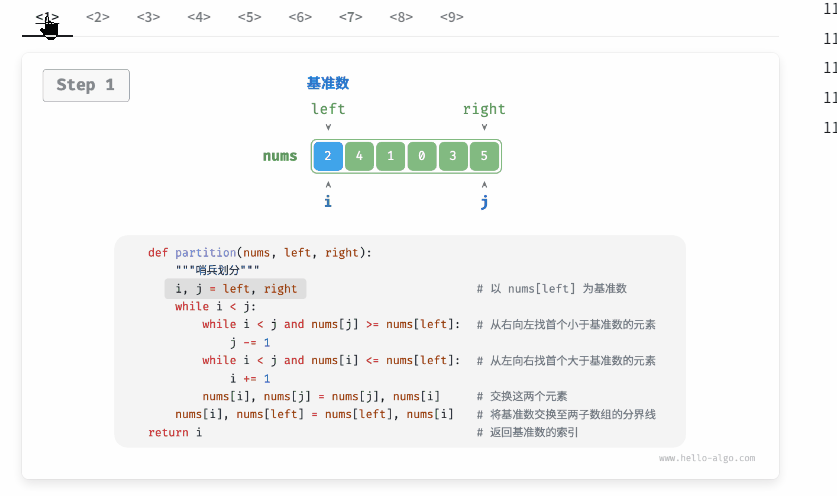 <1> <2> <3> <4> <5> <6> <7> <8> <9>
Step 1
基准数
left right
nums 2 4 1 0 3 5
i j
def partition(nums, left, right):
"""哨兵划分"""
i, j = left, right # 以 nums[left] 为基准数
while i < j:
while i < j and nums[j] >= nums[left]: # 从右向左找首个小于基准数的元素
j -= 1
while i < j and nums[i] <= nums[left]: # 从左向右找首个大于基准数的元素
i += 1
nums[i], nums[j] = nums[j], nums[i] # 交换这两个元素
nums[i], nums[left] = nums[left], nums[i] # 将基准数交换至两子数组的分界线
return i # 返回基准数的索引
www.hello-algo.com